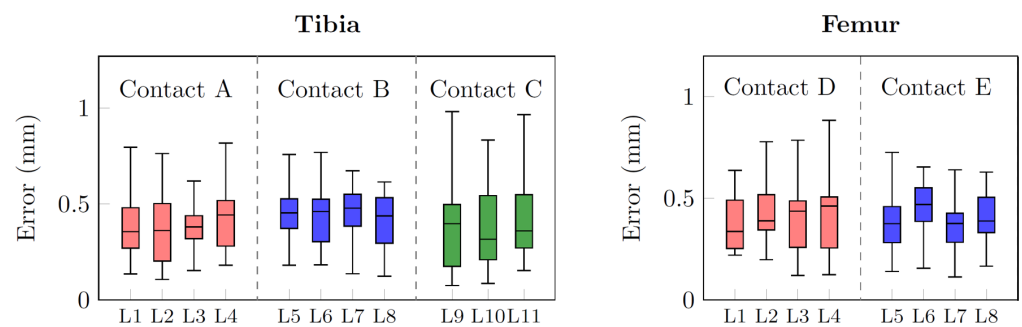 Tibia
Error (mm)
1
0.5
0
Contact A
Contact B
Contact C
L1 L2 L3 L4 L5 L6 L7 L8 L9 L10 L11
Femur
Error (mm)
1
0.5
0
Contact D
Contact E
L1 L2 L3 L4 L5 L6 L7 L8